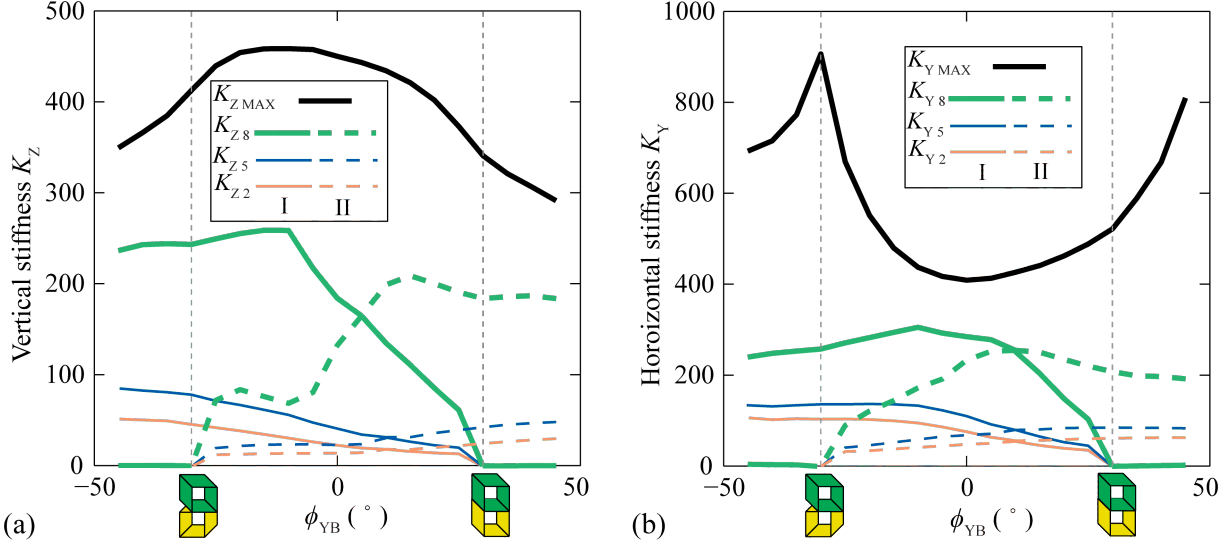 500
400
300
200
100
0
Vertical stiffness K_Z
K_Z MAX
K_Z 8
K_Z 5
K_Z 2
I II
−50 0 50
ϕ_YB ( ° )
(a)
1000
800
600
400
200
0
Horoizontal stiffness K_Y
K_Y MAX
K_Y 8
K_Y 5
K_Y 2
I II
−50 0 50
ϕ_YB ( ° )
(b)